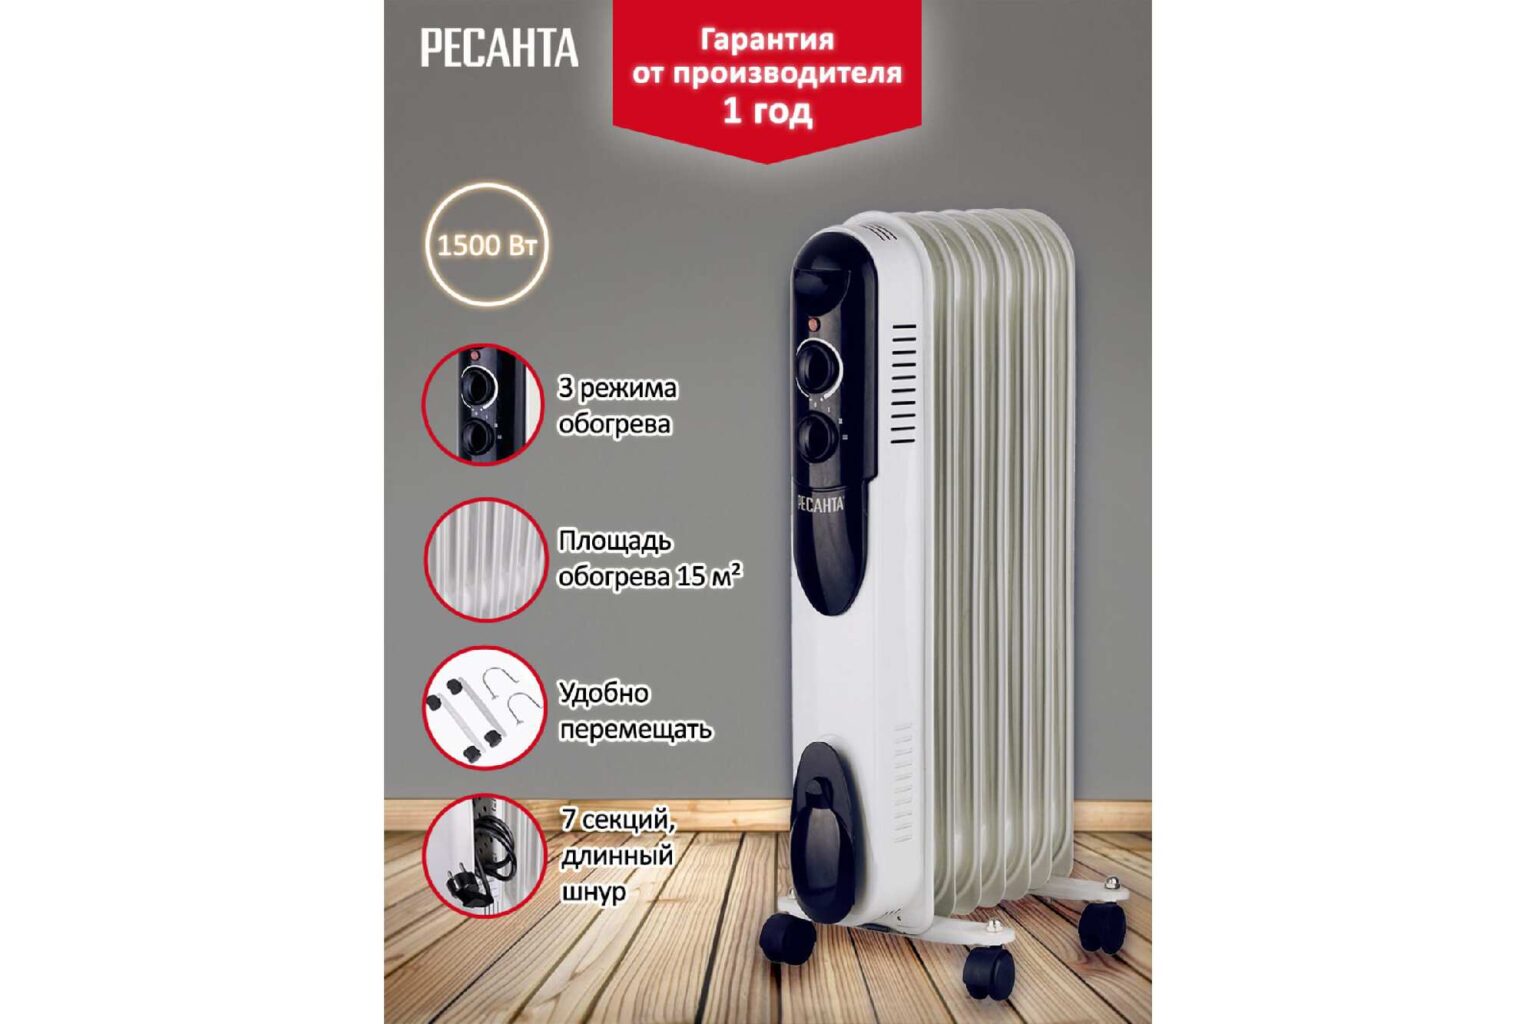 РЕСАНТА
Гарантия
от производителя
1 год
1500 Вт
3 режима
обогрева
Площадь
обогрева 15 м²
Удобно
перемещать
7 секций,
длинный
шнур
РЕСАНТА